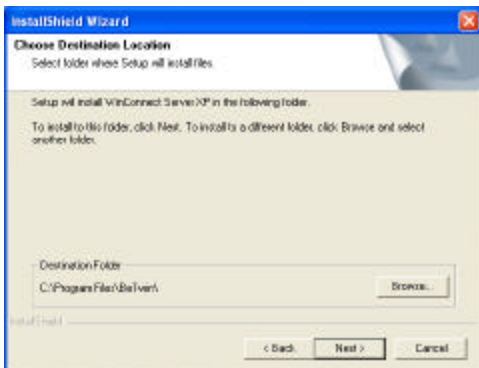 InstallShield Wizard
Choose Destination Location
Select folder where Setup will install files.
Setup will install WinConnect Server XP in the following folder.
To install to this folder, click Next. To install to a different folder, click Browse and select
another folder.
Destination Folder
C:\Program Files\BeTwin\
Browse...
InstallShield
< Back
Next >
Cancel